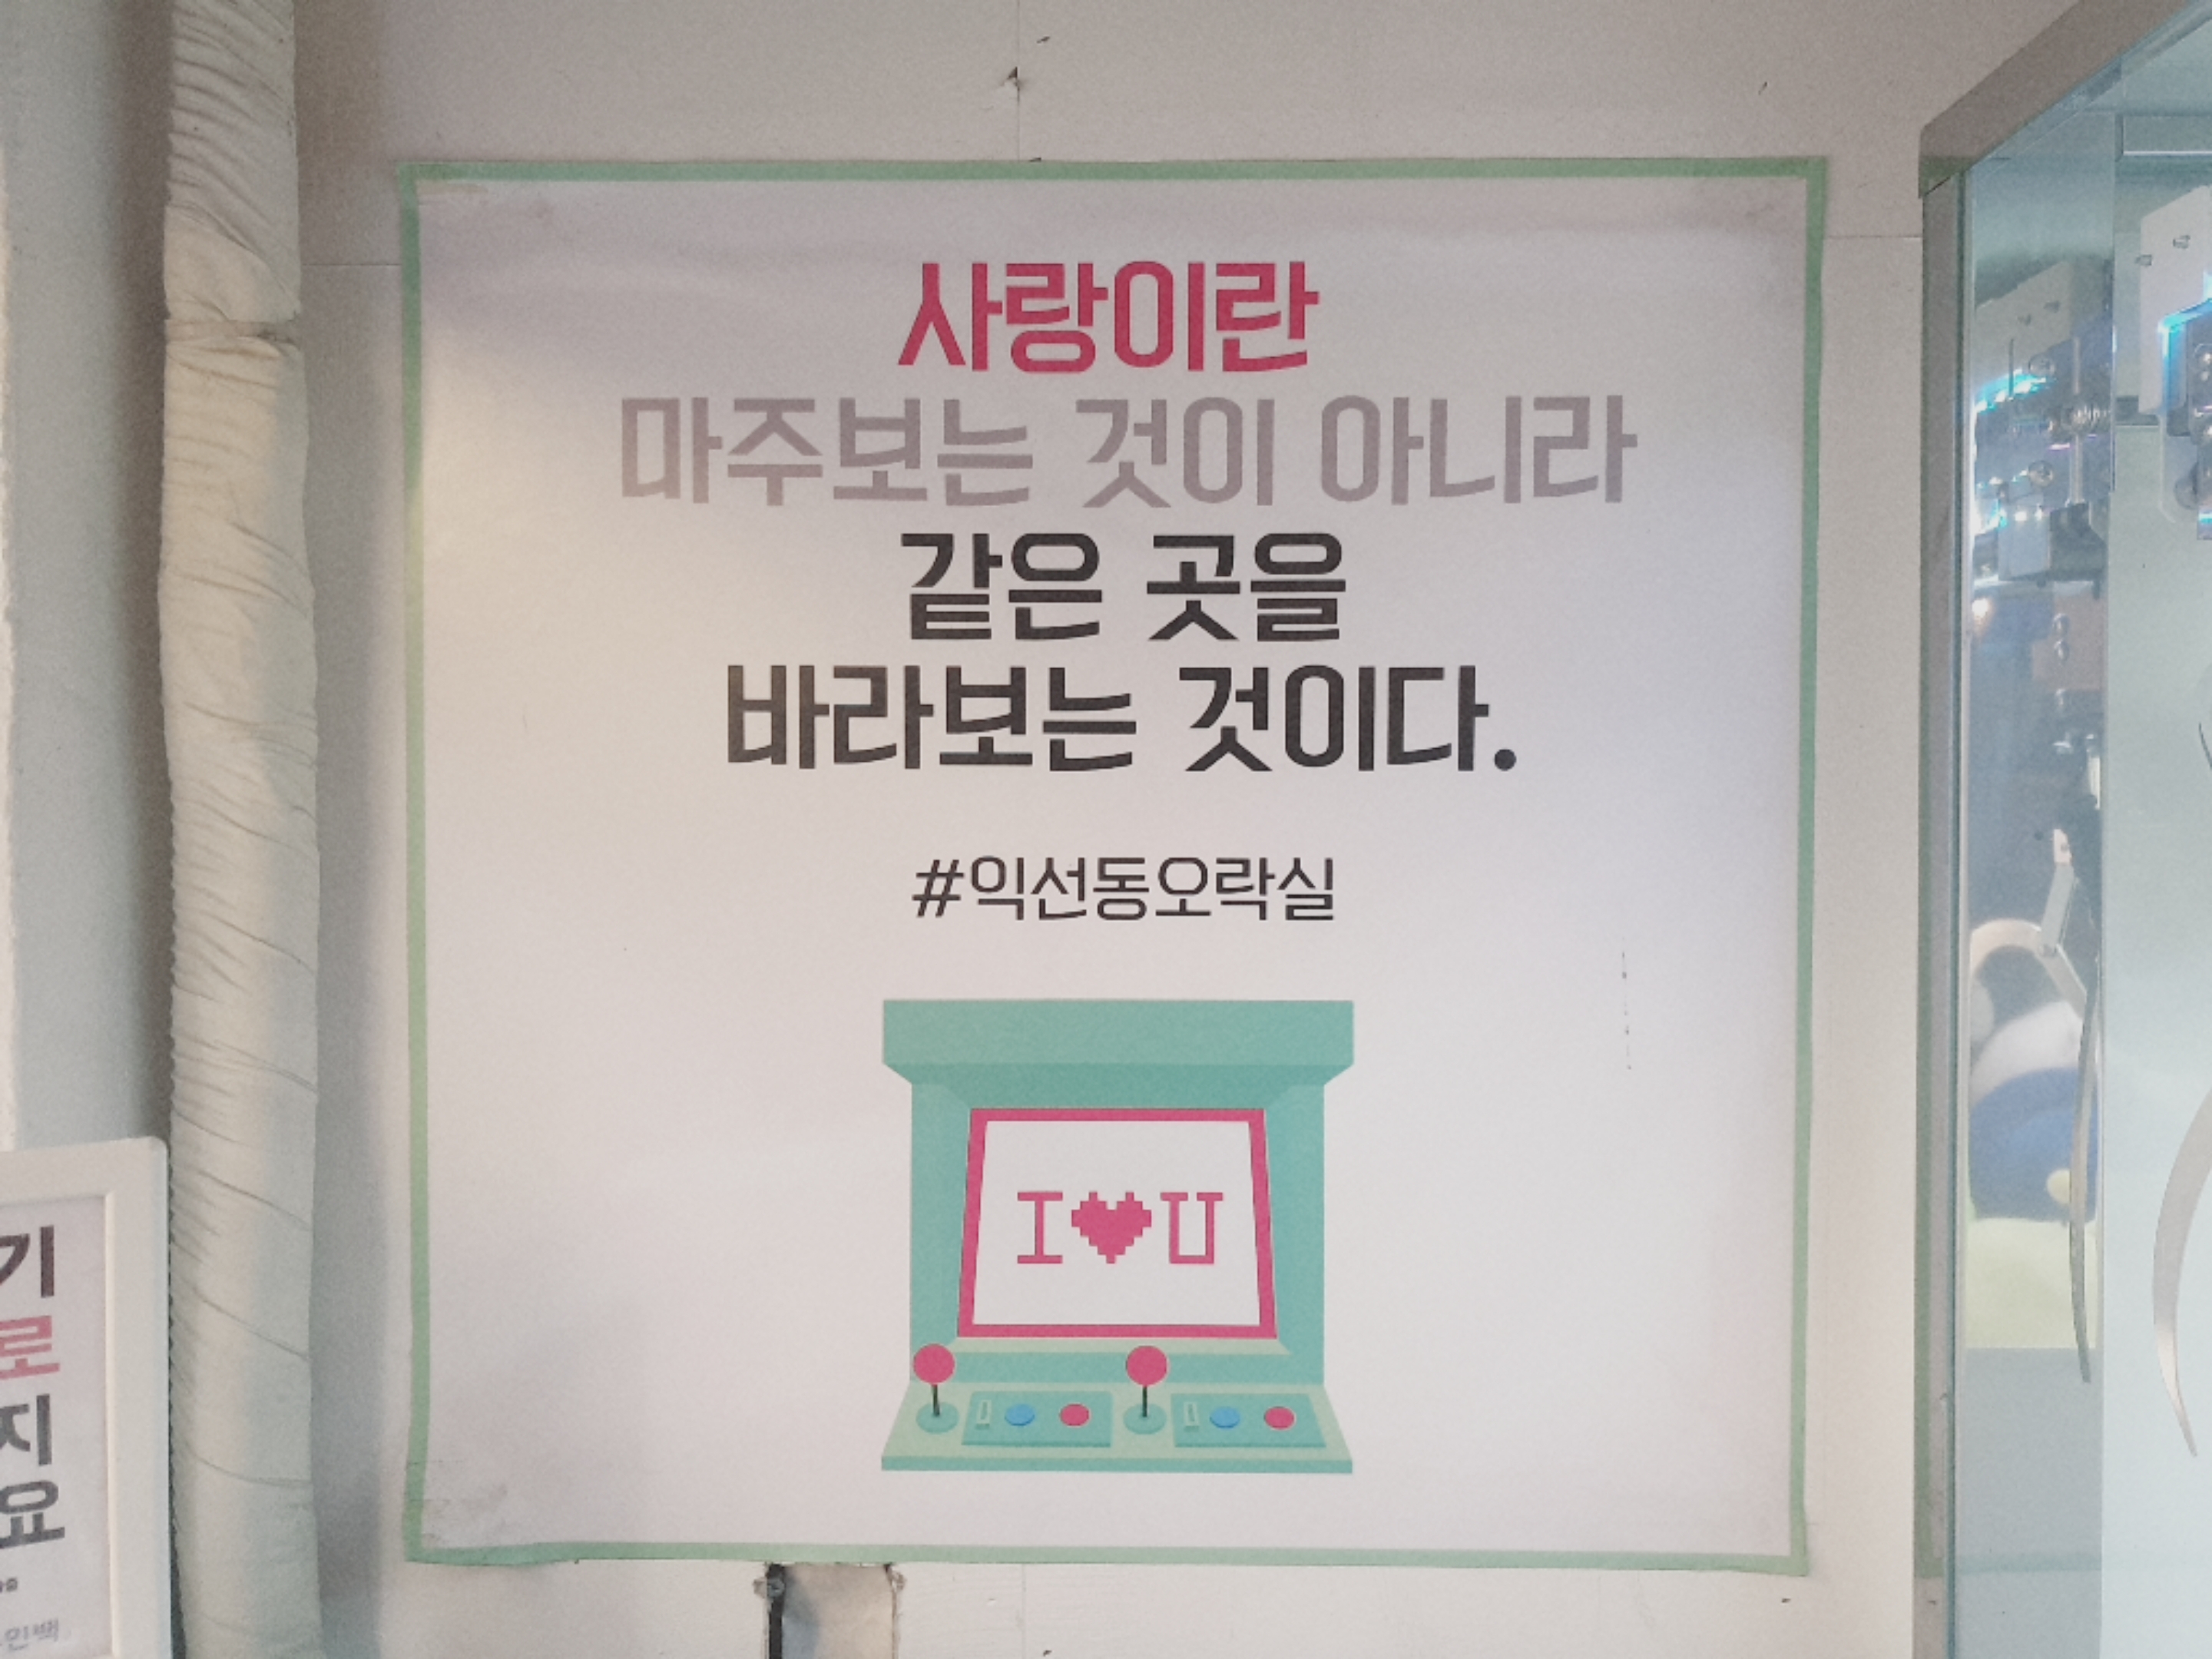 사랑이란
마주보는 것이 아니라
같은 곳을
바라보는 것이다.
#익선동오락실
I♥U
기
로
지
요